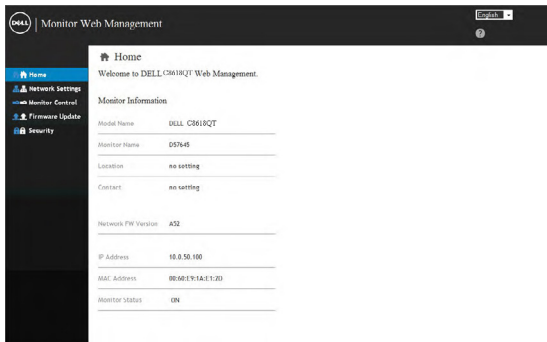 DELL Monitor Web Management
English
?
Home
Network Settings
Monitor Control
Firmware Update
Security
Home
Welcome to DELL C8618QT Web Management.
Monitor Information
Model Name DELL C8618QT
Monitor Name D57645
Location no setting
Contact no setting
Network FW Version A52
IP Address 10.0.50.100
MAC Address 00:60:E9:1A:E1:2D
Monitor Status ON